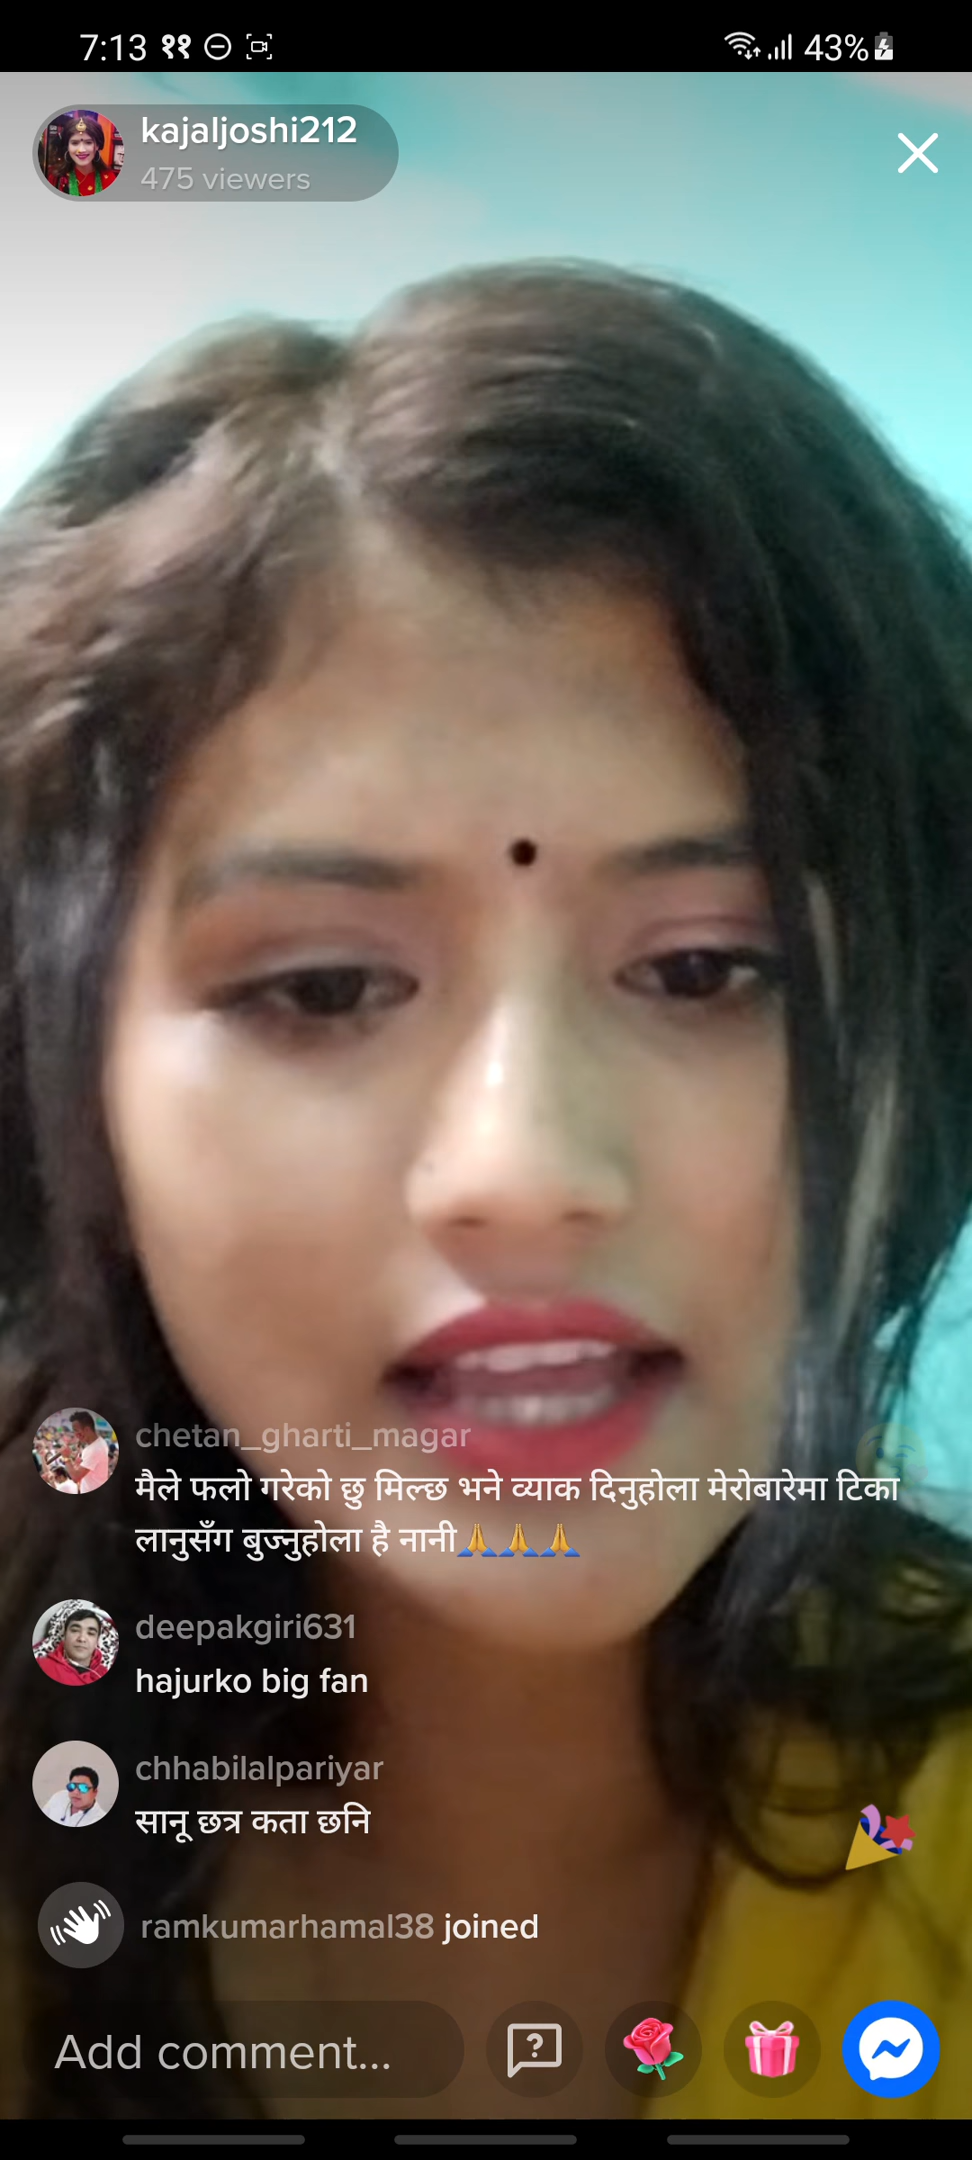 7:13 ११ 43%
kajaljoshi212
475 viewers
chetan_gharti_magar
मैले फलो गरेको छु मिल्छ भने व्याक दिनुहोला मेरोबारेमा टिका
लानुसँग बुज्नुहोला है नानी🙏🙏🙏
deepakgiri631
hajurko big fan
chhabilalpariyar
सानू छत्र कता छनि
ramkumarhamal38 joined
Add comment...